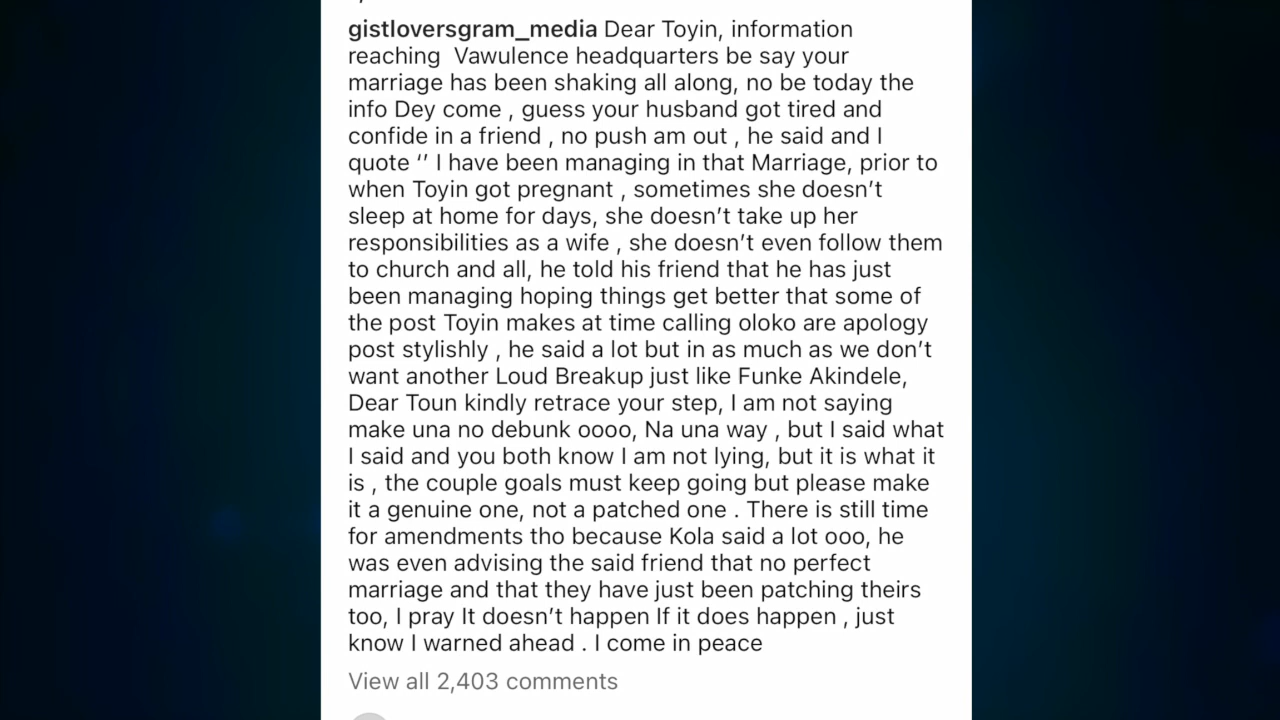 gistloversgram_media Dear Toyin, information
reaching  Vawulence headquarters be say your
marriage has been shaking all along, no be today the
info Dey come , guess your husband got tired and
confide in a friend , no push am out , he said and I
quote ‘’ I have been managing in that Marriage, prior to
when Toyin got pregnant , sometimes she doesn’t
sleep at home for days, she doesn’t take up her
responsibilities as a wife , she doesn’t even follow them
to church and all, he told his friend that he has just
been managing hoping things get better that some of
the post Toyin makes at time calling oloko are apology
post stylishly , he said a lot but in as much as we don’t
want another Loud Breakup just like Funke Akindele,
Dear Toun kindly retrace your step, I am not saying
make una no debunk oooo, Na una way , but I said what
I said and you both know I am not lying, but it is what it
is , the couple goals must keep going but please make
it a genuine one, not a patched one . There is still time
for amendments tho because Kola said a lot ooo, he
was even advising the said friend that no perfect
marriage and that they have just been patching theirs
too, I pray It doesn’t happen If it does happen , just
know I warned ahead . I come in peace
View all 2,403 comments